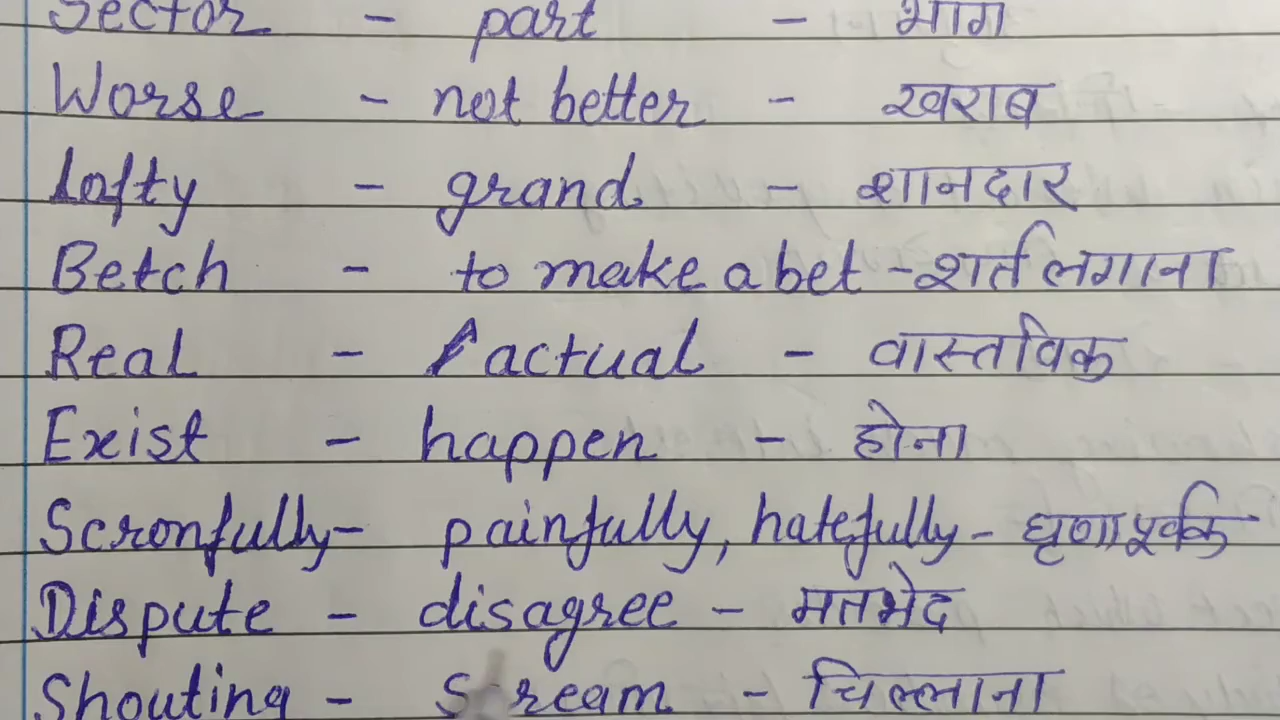 Sector - part - भाग
Worse - not better - खराब
Lofty - grand - शानदार
Betch - to make a bet - शर्त लगाना
Real - actual - वास्तविक
Exist - happen - होना
Scronfully - painfully, hatefully - घृणापूर्वक
Dispute - disagree - मतभेद
Shouting - scream - चिल्लाना